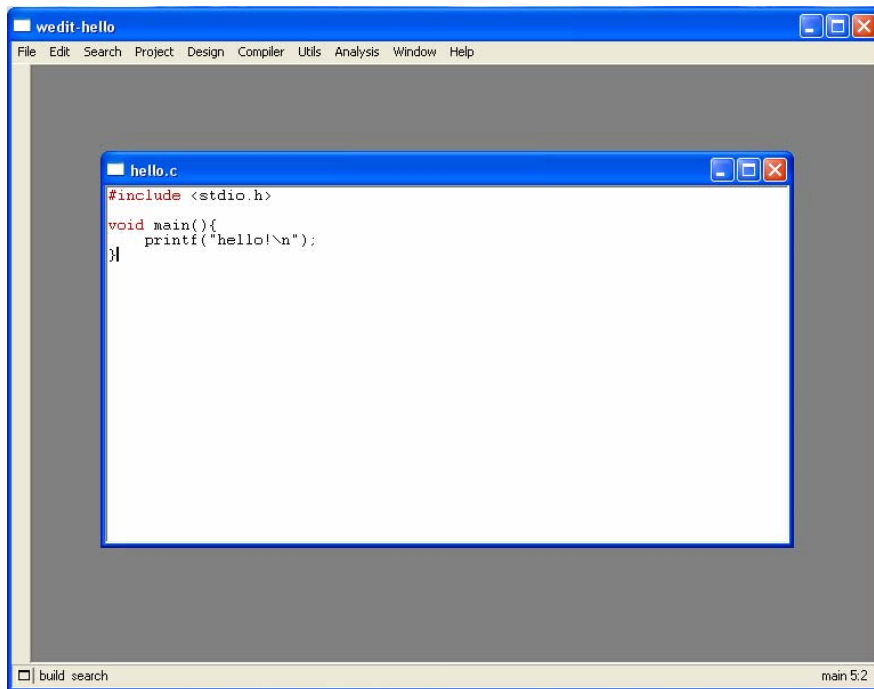 wedit-hello
File Edit Search Project Design Compiler Utils Analysis Window Help
hello.c
#include <stdio.h>
void main(){
    printf("hello!\n");
}
build search
main 5:2